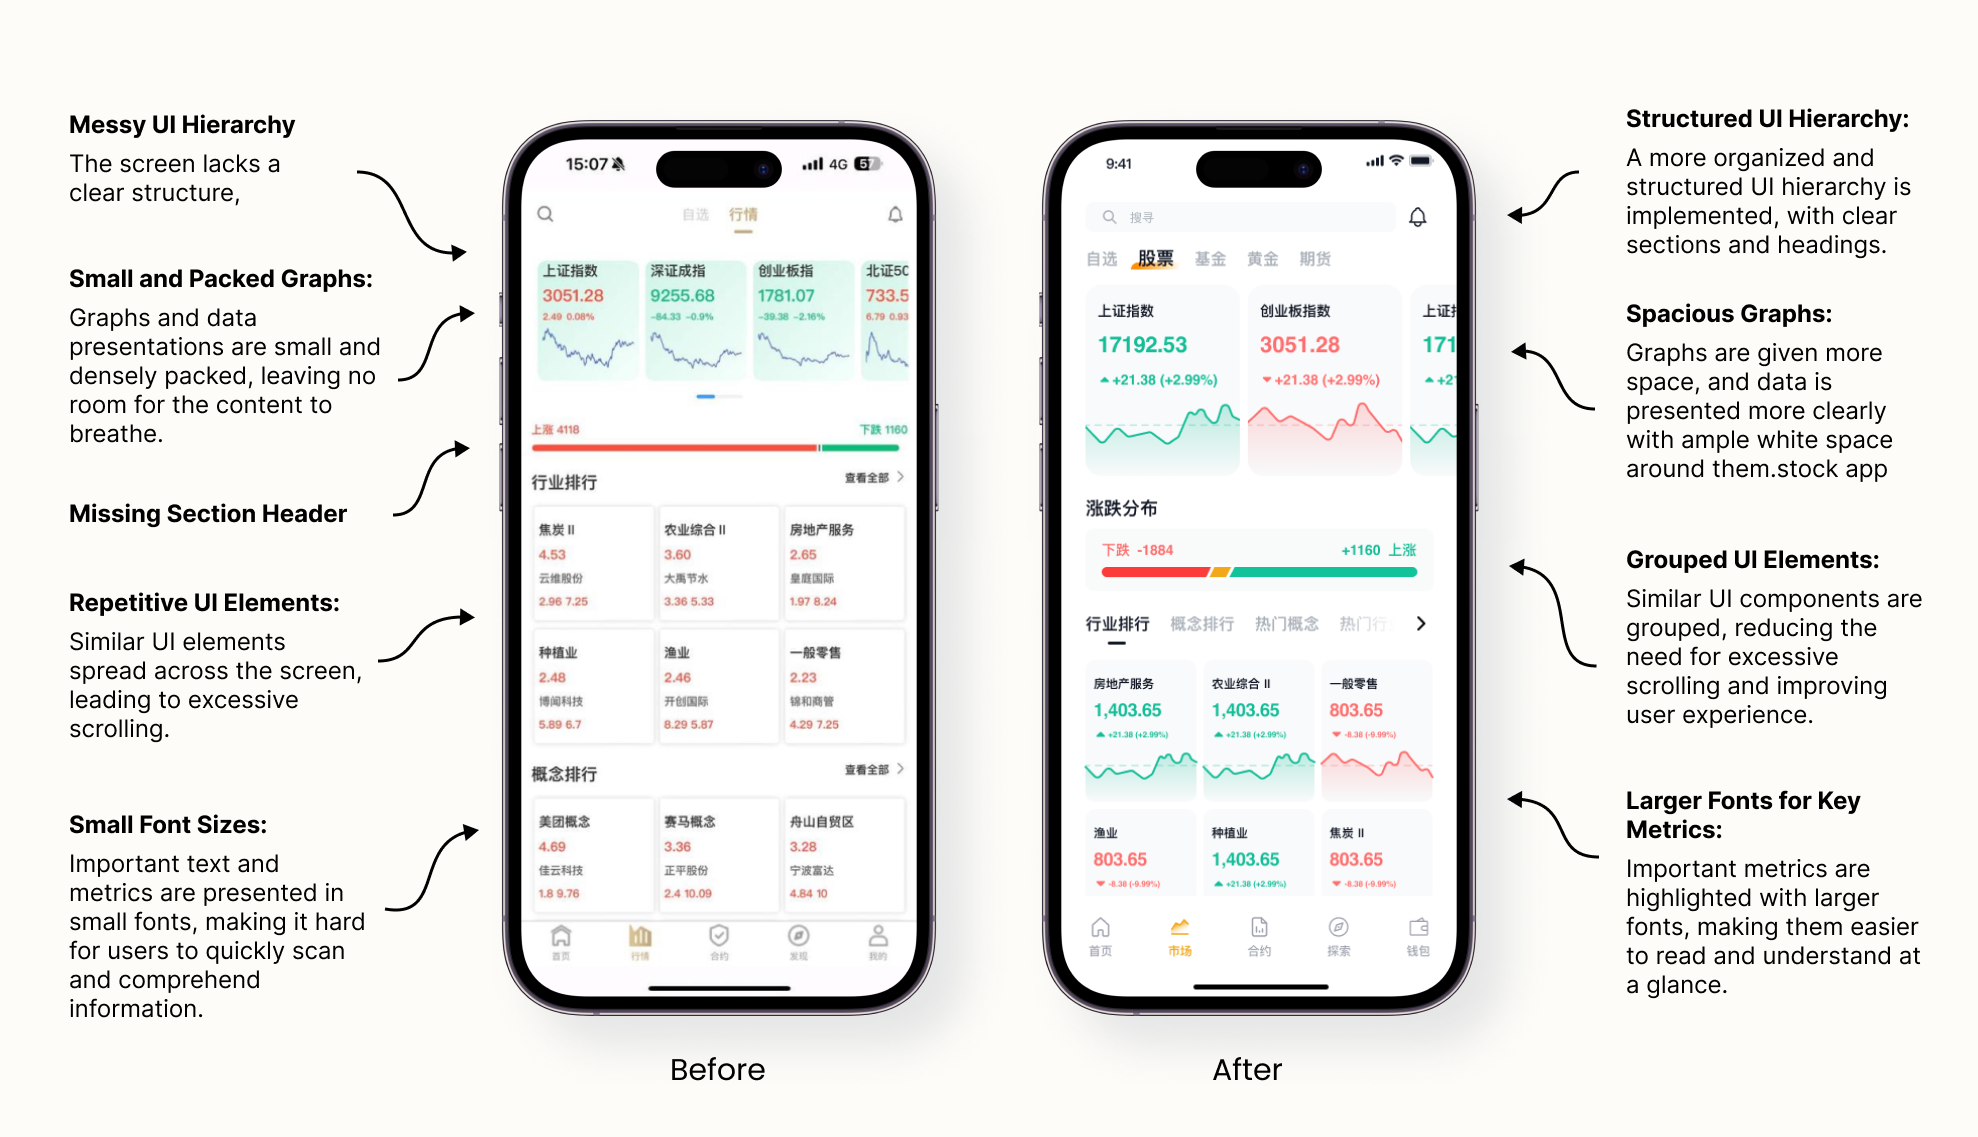 Messy UI Hierarchy
The screen lacks a
clear structure,
Small and Packed Graphs:
Graphs and data
presentations are small and
densely packed, leaving no
room for the content to
breathe.
Missing Section Header
Repetitive UI Elements:
Similar UI elements
spread across the screen,
leading to excessive
scrolling.
Small Font Sizes:
Important text and
metrics are presented in
small fonts, making it hard
for users to quickly scan
and comprehend
information.
15:07 4G 57
自选 行情
上证指数 深证成指 创业板指 北证50
3051.28 9255.68 1781.07 733.5
2.49 0.08% -84.33 -0.9% -39.38 -2.16% 6.79 0.93
上涨 4118 下跌 1160
行业排行 查看全部
焦炭 II 农业综合 II 房地产服务
4.53 3.60 2.65
云维股份 大禹节水 皇庭国际
2.96 7.25 3.36 5.33 1.97 8.24
种植业 渔业 一般零售
2.48 2.46 2.23
博闻科技 开创国际 锦和商管
5.89 6.7 8.29 5.87 4.29 7.25
概念排行 查看全部
美团概念 赛马概念 舟山自贸区
4.69 3.36 3.28
佳云科技 正平股份 宁波富达
1.8 9.76 2.4 10.09 4.84 10
首页 行情 合约 发现 我的
Before
9:41
搜寻
自选 股票 基金 黄金 期货
上证指数 创业板指数 上证指
17192.53 3051.28 171
+21.38 (+2.99%) +21.38 (+2.99%) +21
涨跌分布
下跌 -1884 +1160 上涨
行业排行 概念排行 热门概念 热门行
房地产服务 农业综合 II 一般零售
1,403.65 1,403.65 803.65
+21.38 (+2.99%) +21.38 (+2.99%) -8.38 (-9.99%)
渔业 种植业 焦炭 II
803.65 1,403.65 803.65
-8.38 (-9.99%) +21.38 (+2.99%) -8.38 (-9.99%)
首页 市场 合约 探索 钱包
After
Structured UI Hierarchy:
A more organized and
structured UI hierarchy is
implemented, with clear
sections and headings.
Spacious Graphs:
Graphs are given more
space, and data is
presented more clearly
with ample white space
around them.stock app
Grouped UI Elements:
Similar UI components are
grouped, reducing the
need for excessive
scrolling and improving
user experience.
Larger Fonts for Key
Metrics:
Important metrics are
highlighted with larger
fonts, making them easier
to read and understand at
a glance.